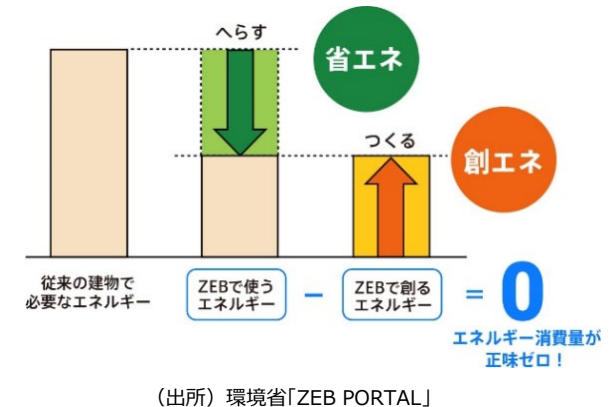 へらす
省エネ
つくる
創エネ
従来の建物で
必要なエネルギー
ZEBで使う
エネルギー
−
ZEBで創る
エネルギー
=
0
エネルギー消費量が
正味ゼロ！
（出所）環境省「ZEB PORTAL」